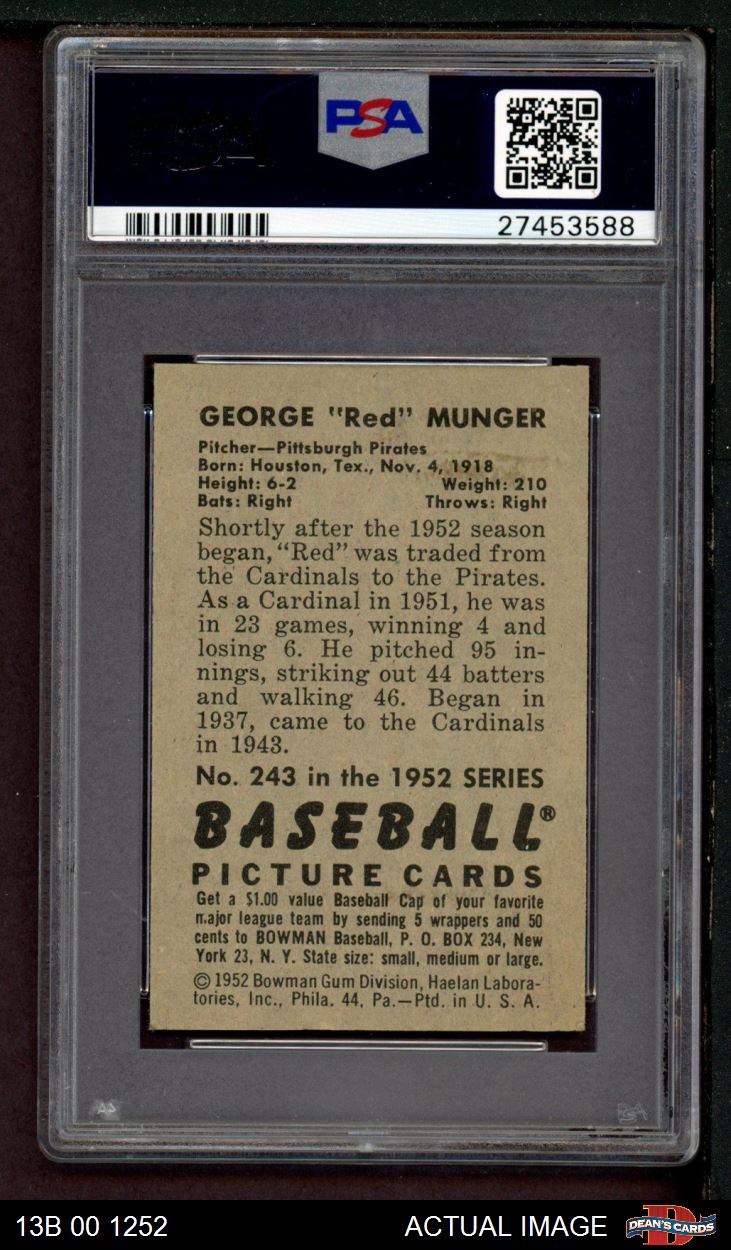 PSA
27453588
GEORGE "Red" MUNGER
Pitcher—Pittsburgh Pirates
Born: Houston, Tex., Nov. 4, 1918
Height: 6-2 Weight: 210
Bats: Right Throws: Right
Shortly after the 1952 season
began, "Red" was traded from
the Cardinals to the Pirates.
As a Cardinal in 1951, he was
in 23 games, winning 4 and
losing 6. He pitched 95 in-
nings, striking out 44 batters
and walking 46. Began in
1937, came to the Cardinals
in 1943.
No. 243 in the 1952 SERIES
BASEBALL®
PICTURE CARDS
Get a $1.00 value Baseball Cap of your favorite
major league team by sending 5 wrappers and 50
cents to BOWMAN Baseball, P. O. BOX 234, New
York 23, N. Y. State size: small, medium or large.
© 1952 Bowman Gum Division, Haelan Labora-
tories, Inc., Phila. 44, Pa.—Ptd. in U. S. A.
PSA
13B 00 1252 ACTUAL IMAGE DEAN'S CARDS